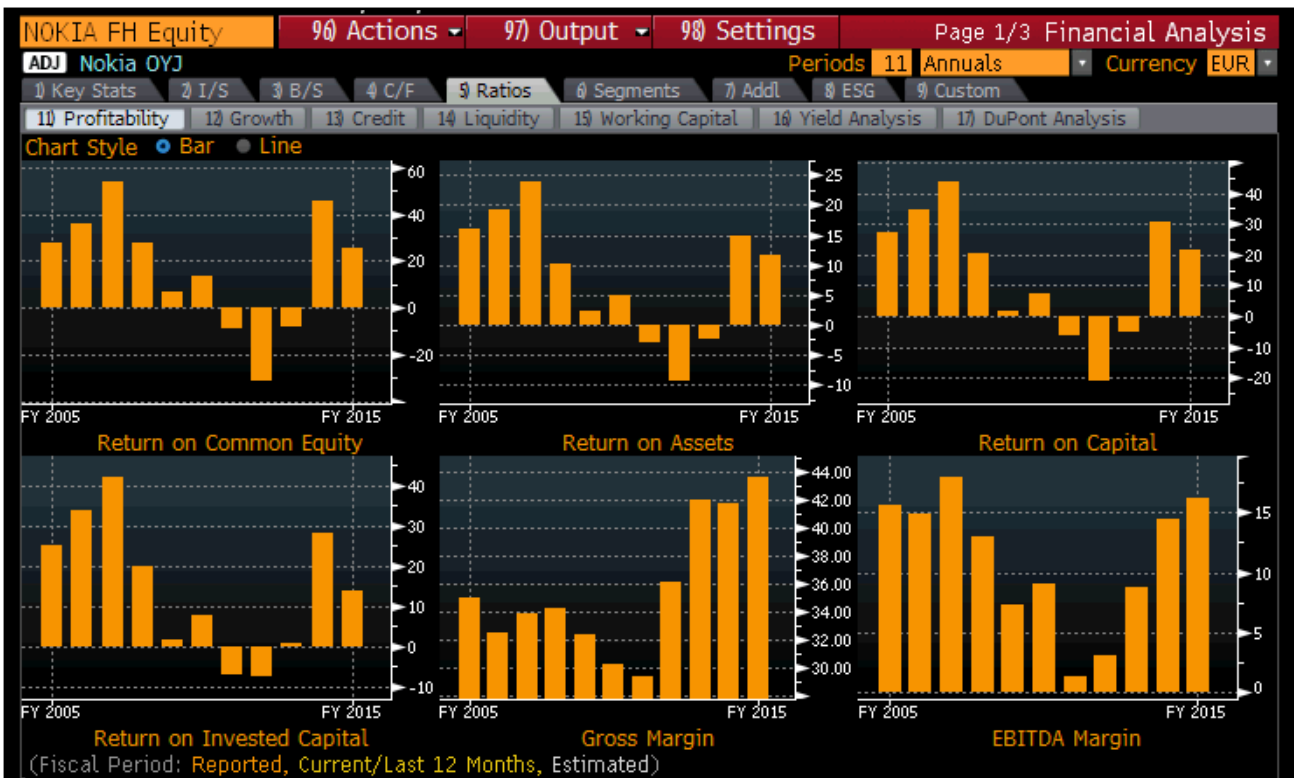 NOKIA FH Equity 96) Actions 97) Output 98) Settings Page 1/3 Financial Analysis
ADJ Nokia OYJ Periods 11 Annuals Currency EUR
1) Key Stats 2) I/S 3) B/S 4) C/F 5) Ratios 6) Segments 7) Addl 8) ESG 9) Custom
11) Profitability 12) Growth 13) Credit 14) Liquidity 15) Working Capital 16) Yield Analysis 17) DuPont Analysis
Chart Style Bar Line
60
40
20
0
-20
FY 2005 FY 2015
Return on Common Equity
25
20
15
10
5
0
-5
-10
FY 2005 FY 2015
Return on Assets
40
30
20
10
0
-10
-20
FY 2005 FY 2015
Return on Capital
40
30
20
10
0
-10
FY 2005 FY 2015
Return on Invested Capital
44.00
42.00
40.00
38.00
36.00
34.00
32.00
30.00
FY 2005 FY 2015
Gross Margin
15
10
5
0
FY 2005 FY 2015
EBITDA Margin
(Fiscal Period: Reported, Current/Last 12 Months, Estimated)